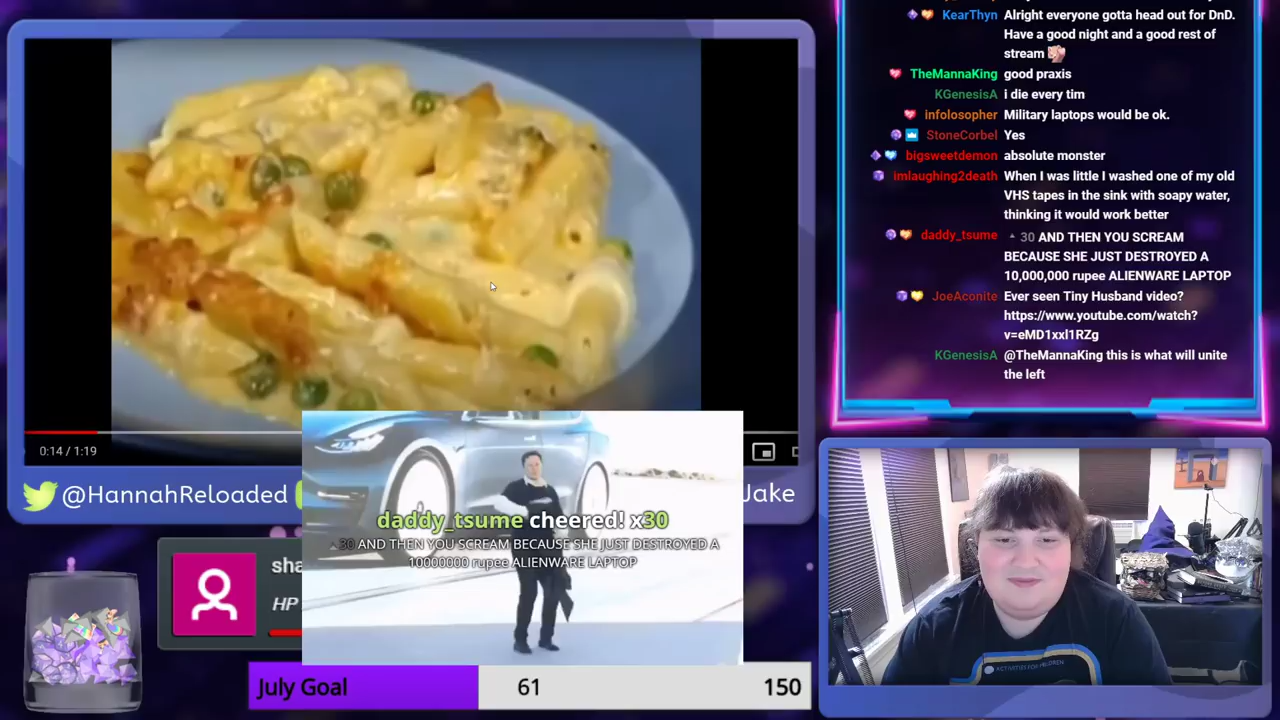 KearThyn Alright everyone gotta head out for DnD.
Have a good night and a good rest of
stream
TheMannaKing good praxis
KGenesisA i die every tim
infolosopher Military laptops would be ok.
StoneCorbel Yes
bigsweetdemon absolute monster
imlaughing2death When I was little I washed one of my old
VHS tapes in the sink with soapy water,
thinking it would work better
daddy_tsume 30 AND THEN YOU SCREAM
BECAUSE SHE JUST DESTROYED A
10,000,000 rupee ALIENWARE LAPTOP
JoeAconite Ever seen Tiny Husband video?
https://www.youtube.com/watch?
v=eMD1xxl1RZg
KGenesisA @TheMannaKing this is what will unite
the left
0:14 / 1:19
@HannahReloaded
Jake
daddy_tsume cheered! x30
30 AND THEN YOU SCREAM BECAUSE SHE JUST DESTROYED A
10000000 rupee ALIENWARE LAPTOP
sha
HP
July Goal 61 150
ACTIVITIES FOR CHILDREN